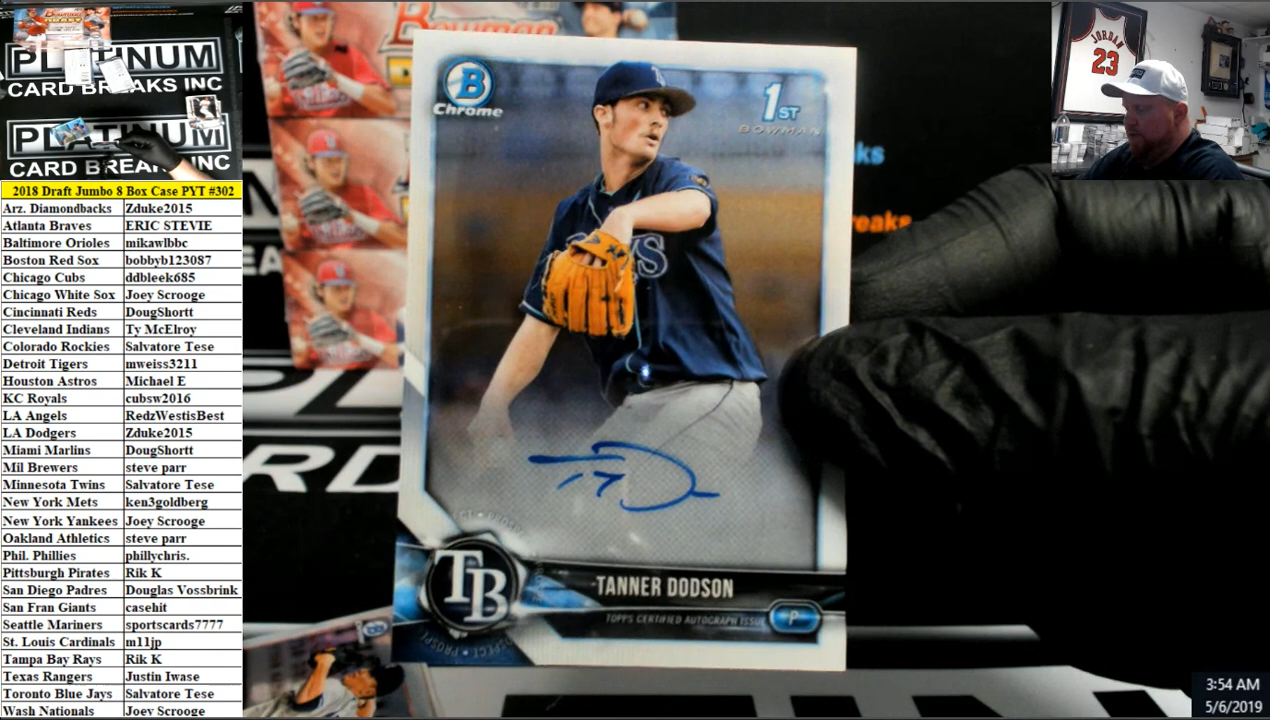 Bowman
PLATINUM
CARD BREAKS INC
PLATINUM
CARD BREAKS INC
2018 Draft Jumbo 8 Box Case PYT #302
Arz. Diamondbacks Zduke2015
Atlanta Braves ERIC STEVIE
Baltimore Orioles mikawlbbc
Boston Red Sox bobbyb123087
Chicago Cubs ddbleek685
Chicago White Sox Joey Scrooge
Cincinnati Reds DougShortt
Cleveland Indians Ty McElroy
Colorado Rockies Salvatore Tese
Detroit Tigers mweiss3211
Houston Astros Michael E
KC Royals cubsw2016
LA Angels RedzWestisBest
LA Dodgers Zduke2015
Miami Marlins DougShortt
Mil Brewers steve parr
Minnesota Twins Salvatore Tese
New York Mets ken3goldberg
New York Yankees Joey Scrooge
Oakland Athletics steve parr
Phil. Phillies phillychris.
Pittsburgh Pirates Rik K
San Diego Padres Douglas Vossbrink
San Fran Giants casehit
Seattle Mariners sportscards7777
St. Louis Cardinals m11jp
Tampa Bay Rays Rik K
Texas Rangers Justin Iwase
Toronto Blue Jays Salvatore Tese
Wash Nationals Joey Scrooge
B
Chrome
1ST
BOWMAN
TB
TANNER DODSON
TOPPS CERTIFIED AUTOGRAPH ISSUE
P
JORDAN
23
3:54 AM
5/6/2019